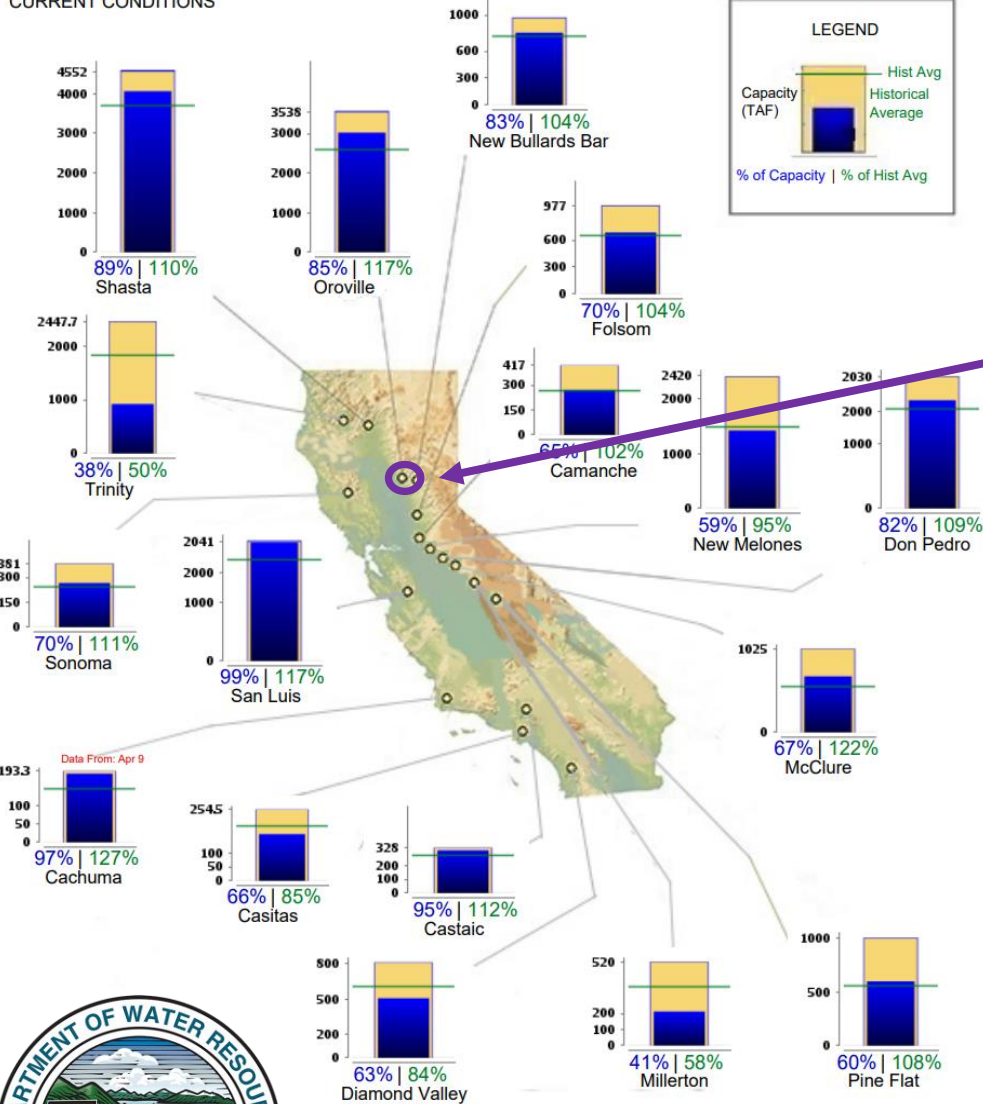 CURRENT CONDITIONS
1000
600
300
0
83% | 104%
New Bullards Bar
LEGEND
Capacity
(TAF)
Hist Avg
Historical
Average
% of Capacity | % of Hist Avg
4552
4000
3000
2000
1000
0
89% | 110%
Shasta
3538
3000
2000
1000
0
85% | 117%
Oroville
977
600
300
0
70% | 104%
Folsom
2447.7
2000
1000
0
38% | 50%
Trinity
417
300
150
0
65% | 102%
Camanche
2420
2000
1000
0
59% | 95%
New Melones
2030
2000
1000
0
82% | 109%
Don Pedro
381
300
150
0
70% | 111%
Sonoma
2041
2000
1000
0
99% | 117%
San Luis
1025
0
67% | 122%
McClure
Data From: Apr 9
193.3
100
50
0
97% | 127%
Cachuma
254.5
100
50
0
66% | 85%
Casitas
328
200
100
0
95% | 112%
Castaic
800
500
200
0
63% | 84%
Diamond Valley
520
200
100
0
41% | 58%
Millerton
1000
500
0
60% | 108%
Pine Flat
RTMENT OF WATER RESOU